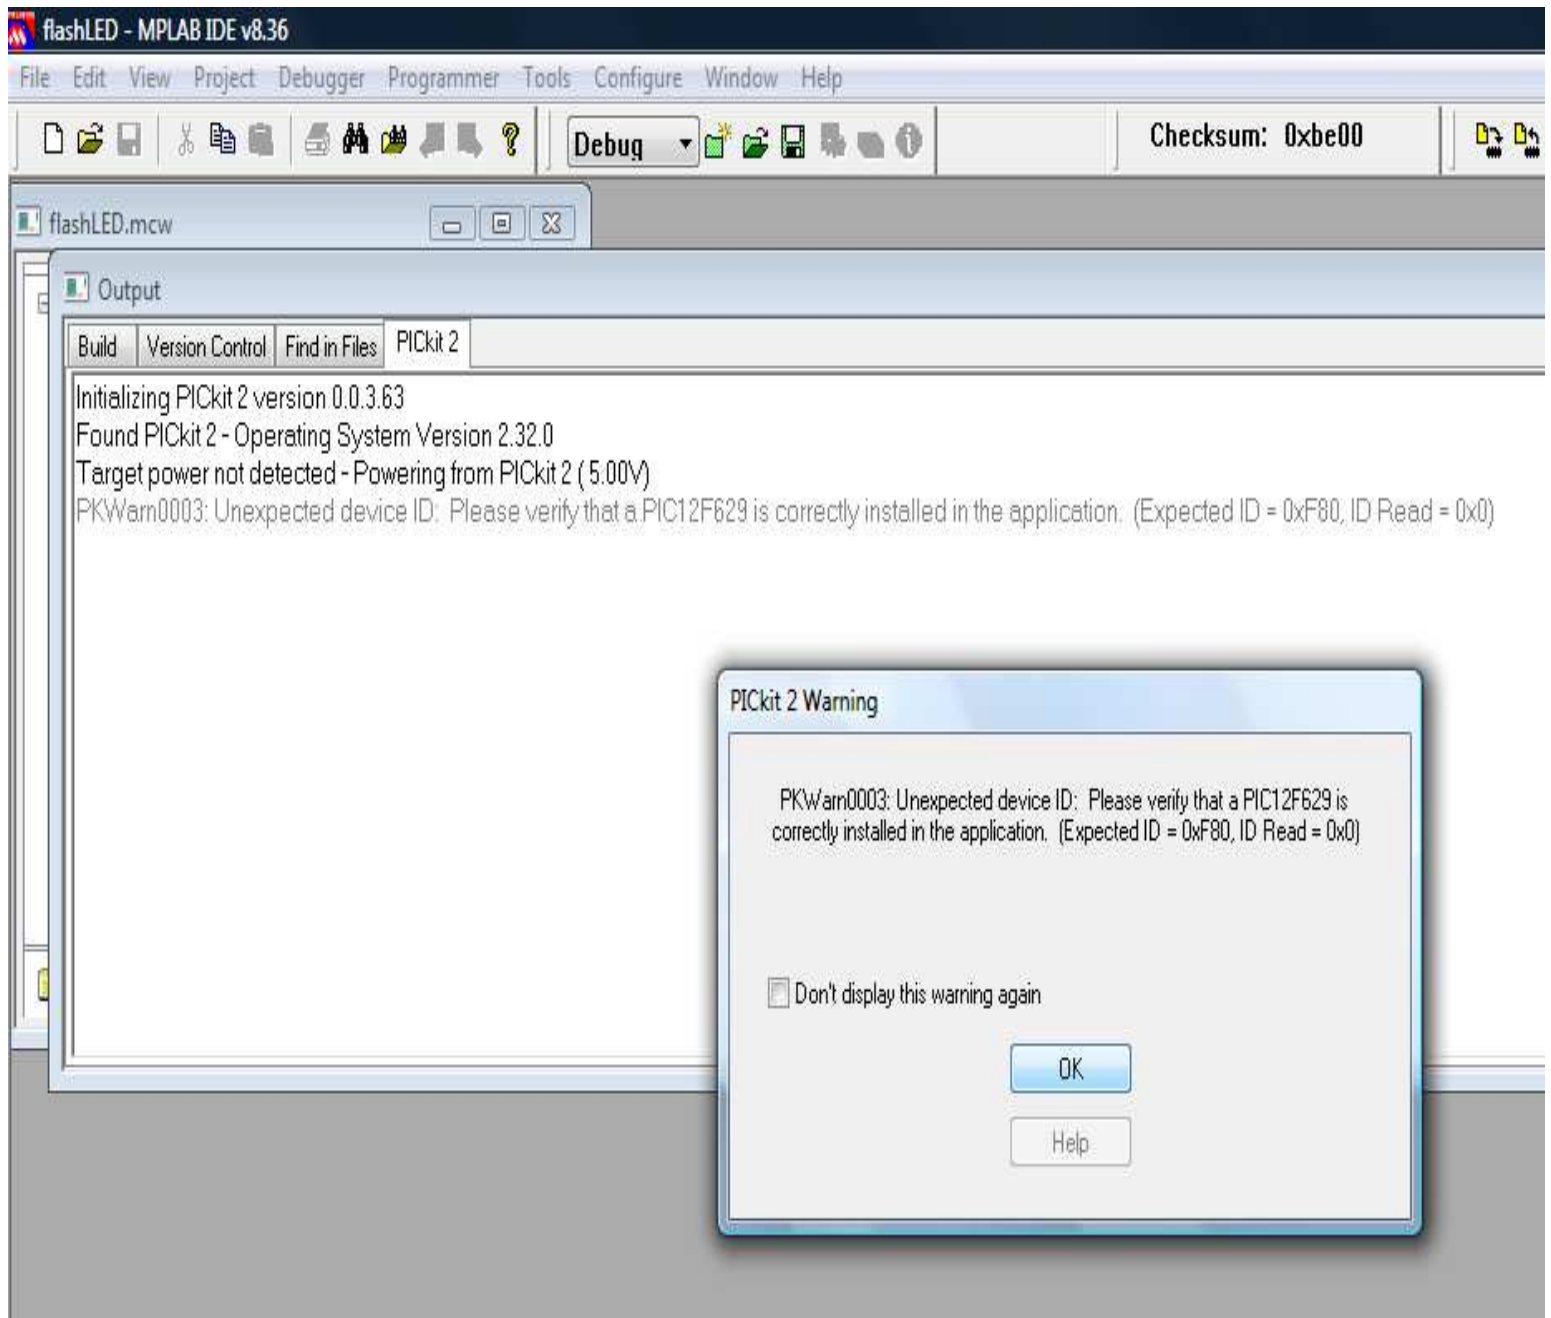 flashLED - MPLAB IDE v8.36
File Edit View Project Debugger Programmer Tools Configure Window Help
Debug
Checksum: 0xbe00
flashLED.mcw
Output
Build Version Control Find in Files PICkit 2
Initializing PICkit 2 version 0.0.3.63
Found PICkit 2 - Operating System Version 2.32.0
Target power not detected - Powering from PICkit 2 ( 5.00V)
PKWarn0003: Unexpected device ID: Please verify that a PIC12F629 is correctly installed in the application. (Expected ID = 0xF80, ID Read = 0x0)
PICkit 2 Warning
PKWarn0003: Unexpected device ID: Please verify that a PIC12F629 is
correctly installed in the application. (Expected ID = 0xF80, ID Read = 0x0)
Don't display this warning again
OK
Help